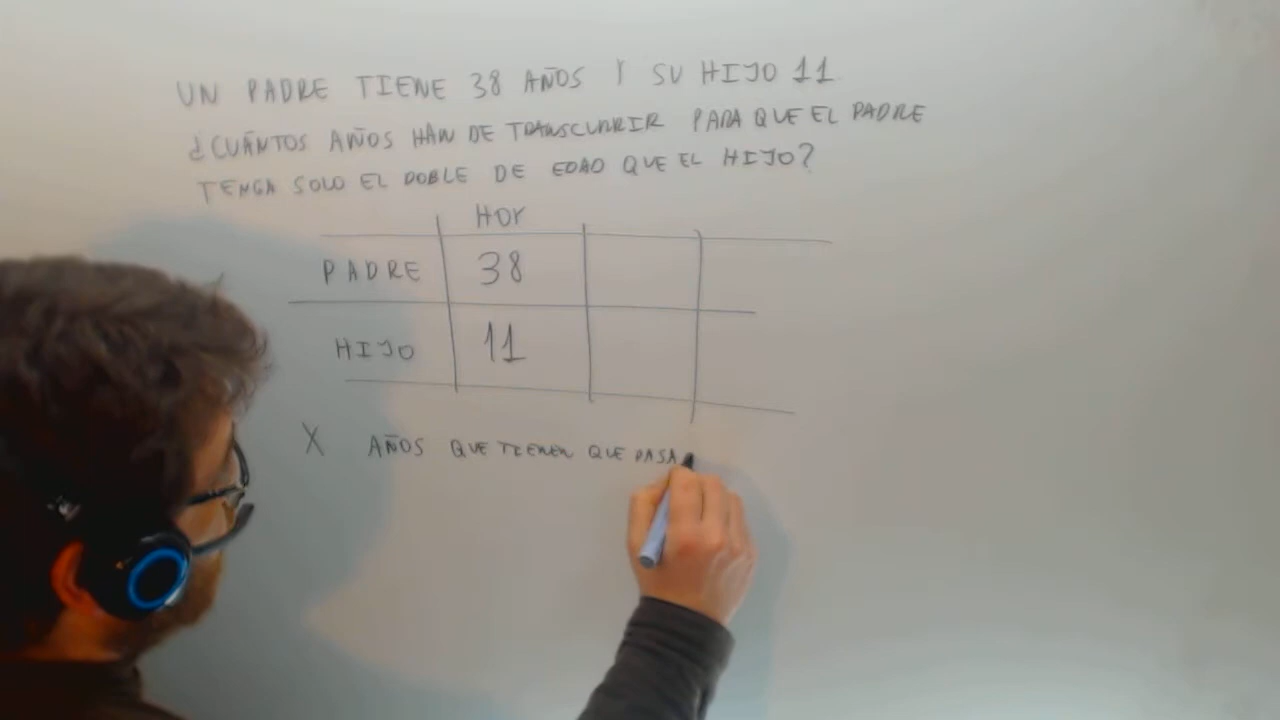 UN PADRE TIENE 38 AÑOS Y SU HIJO 11
¿CUÁNTOS AÑOS HAN DE TRANSCURRIR PARA QUE EL PADRE
TENGA SOLO EL DOBLE DE EDAD QUE EL HIJO?
HOY
PADRE 38
HIJO 11
X AÑOS QUE TIENEN QUE PASA